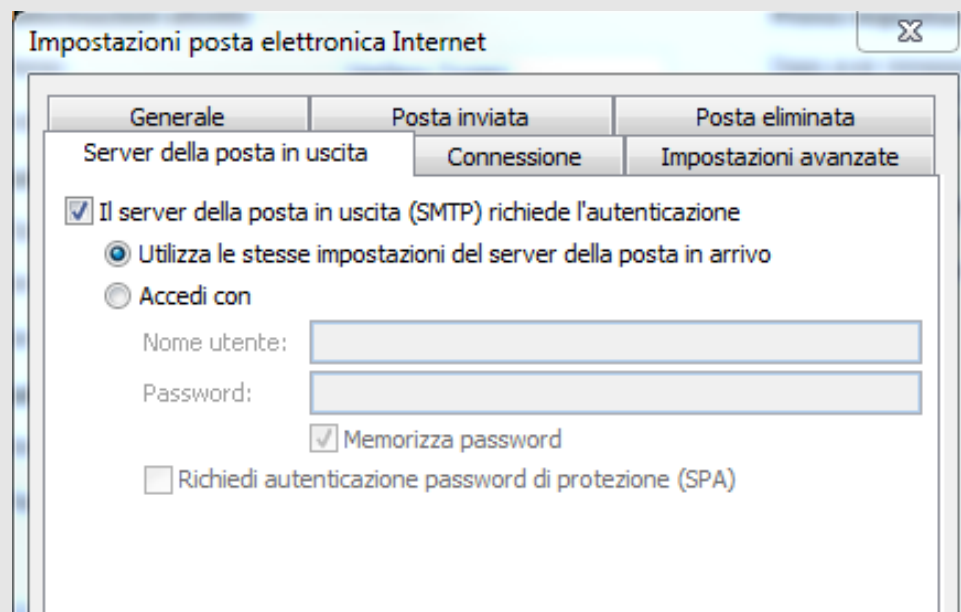 Impostazioni posta elettronica Internet
Generale Posta inviata Posta eliminata
Server della posta in uscita Connessione Impostazioni avanzate
Il server della posta in uscita (SMTP) richiede l'autenticazione
Utilizza le stesse impostazioni del server della posta in arrivo
Accedi con
Nome utente:
Password:
Memorizza password
Richiedi autenticazione password di protezione (SPA)